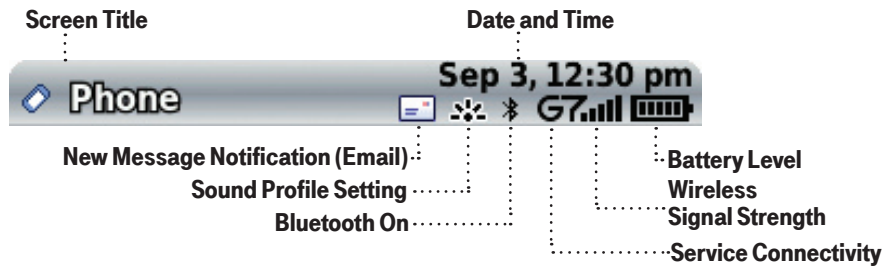 Screen Title
Date and Time
Sep 3, 12:30 pm
Phone
G7
New Message Notification (Email)
Battery Level
Sound Profile Setting
Wireless
Signal Strength
Bluetooth On
Service Connectivity